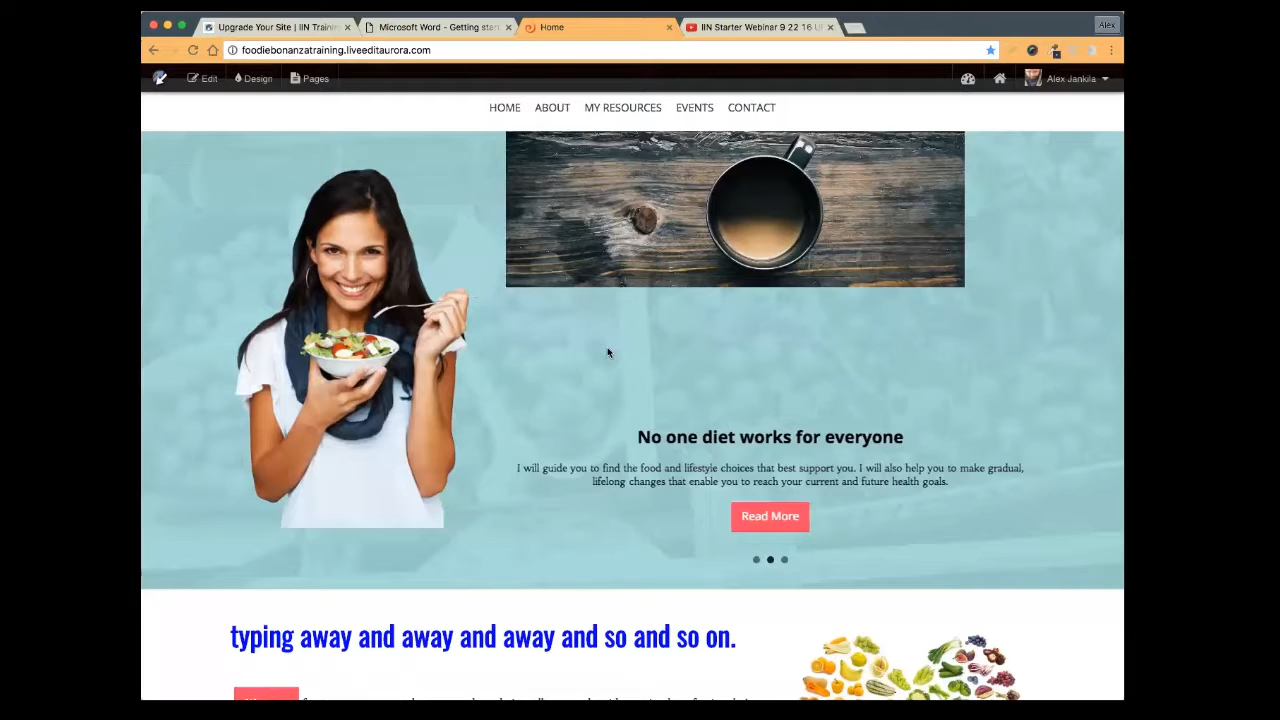 Upgrade Your Site | IIN Trainin
Microsoft Word - Getting star
Home
IIN Starter Webinar 9 22 16 U
Alex
foodiebonanzatraining.liveeditaurora.com
Edit
Design
Pages
Alex Jankila
HOME
ABOUT
MY RESOURCES
EVENTS
CONTACT
No one diet works for everyone
I will guide you to find the food and lifestyle choices that best support you. I will also help you to make gradual,
lifelong changes that enable you to reach your current and future health goals.
Read More
typing away and away and away and so and so on.